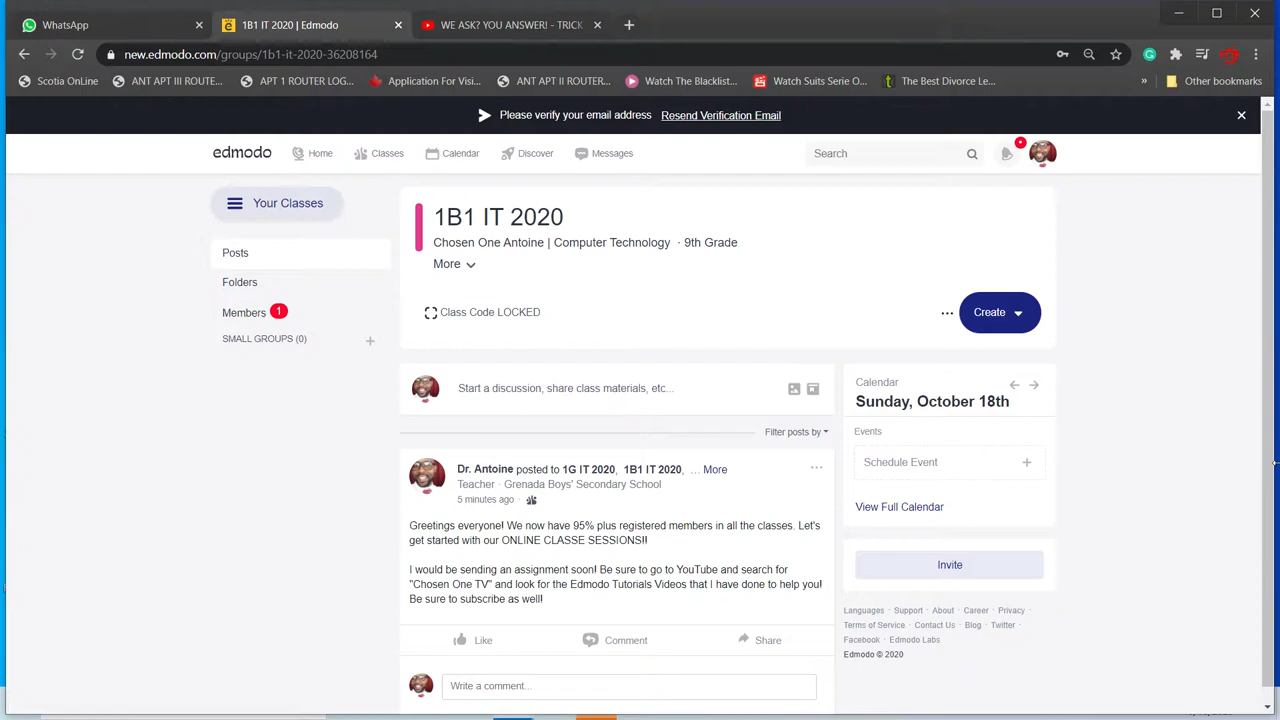 WhatsApp
1B1 IT 2020 | Edmodo
WE ASK? YOU ANSWER! - TRICK
new.edmodo.com/groups/1b1-it-2020-36208164
Scotia OnLine
ANT APT III ROUTE...
APT 1 ROUTER LOG...
Application For Visi...
ANT APT II ROUTER...
Watch The Blacklist...
Watch Suits Serie O...
The Best Divorce Le...
»
Other bookmarks
Please verify your email address Resend Verification Email
edmodo
Home
Classes
Calendar
Discover
Messages
Search
Your Classes
Posts
Folders
Members 1
SMALL GROUPS (0)
1B1 IT 2020
Chosen One Antoine | Computer Technology · 9th Grade
More
Class Code LOCKED
Create
Start a discussion, share class materials, etc...
Filter posts by
Dr. Antoine posted to 1G IT 2020, 1B1 IT 2020, ... More
Teacher · Grenada Boys' Secondary School
5 minutes ago ·
Greetings everyone! We now have 95% plus registered members in all the classes. Let's
get started with our ONLINE CLASSE SESSIONS!!
I would be sending an assignment soon! Be sure to go to YouTube and search for
"Chosen One TV" and look for the Edmodo Tutorials Videos that I have done to help you!
Be sure to subscribe as well!
Like
Comment
Share
Write a comment...
Calendar
Sunday, October 18th
Events
Schedule Event
View Full Calendar
Invite
Languages · Support · About · Career · Privacy ·
Terms of Service · Contact Us · Blog · Twitter ·
Facebook · Edmodo Labs
Edmodo © 2020